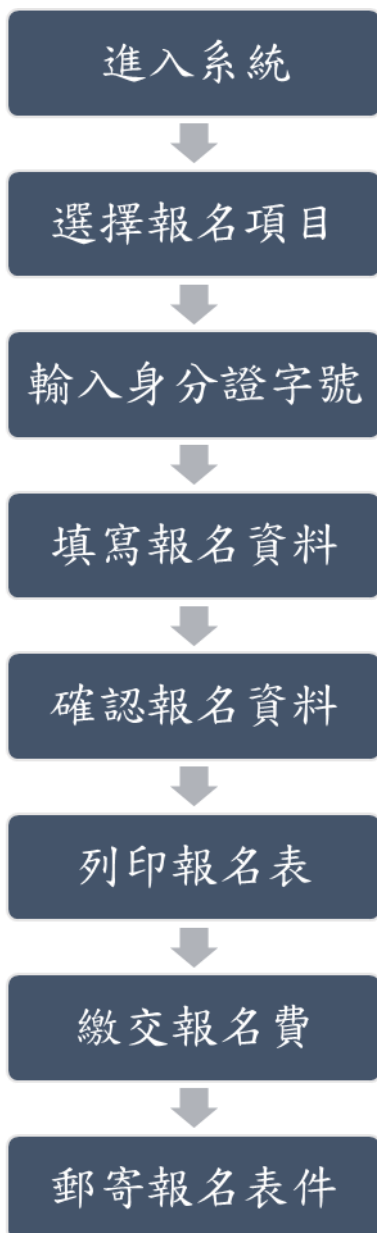 進入系統
選擇報名項目
輸入身分證字號
填寫報名資料
確認報名資料
列印報名表
繳交報名費
郵寄報名表件